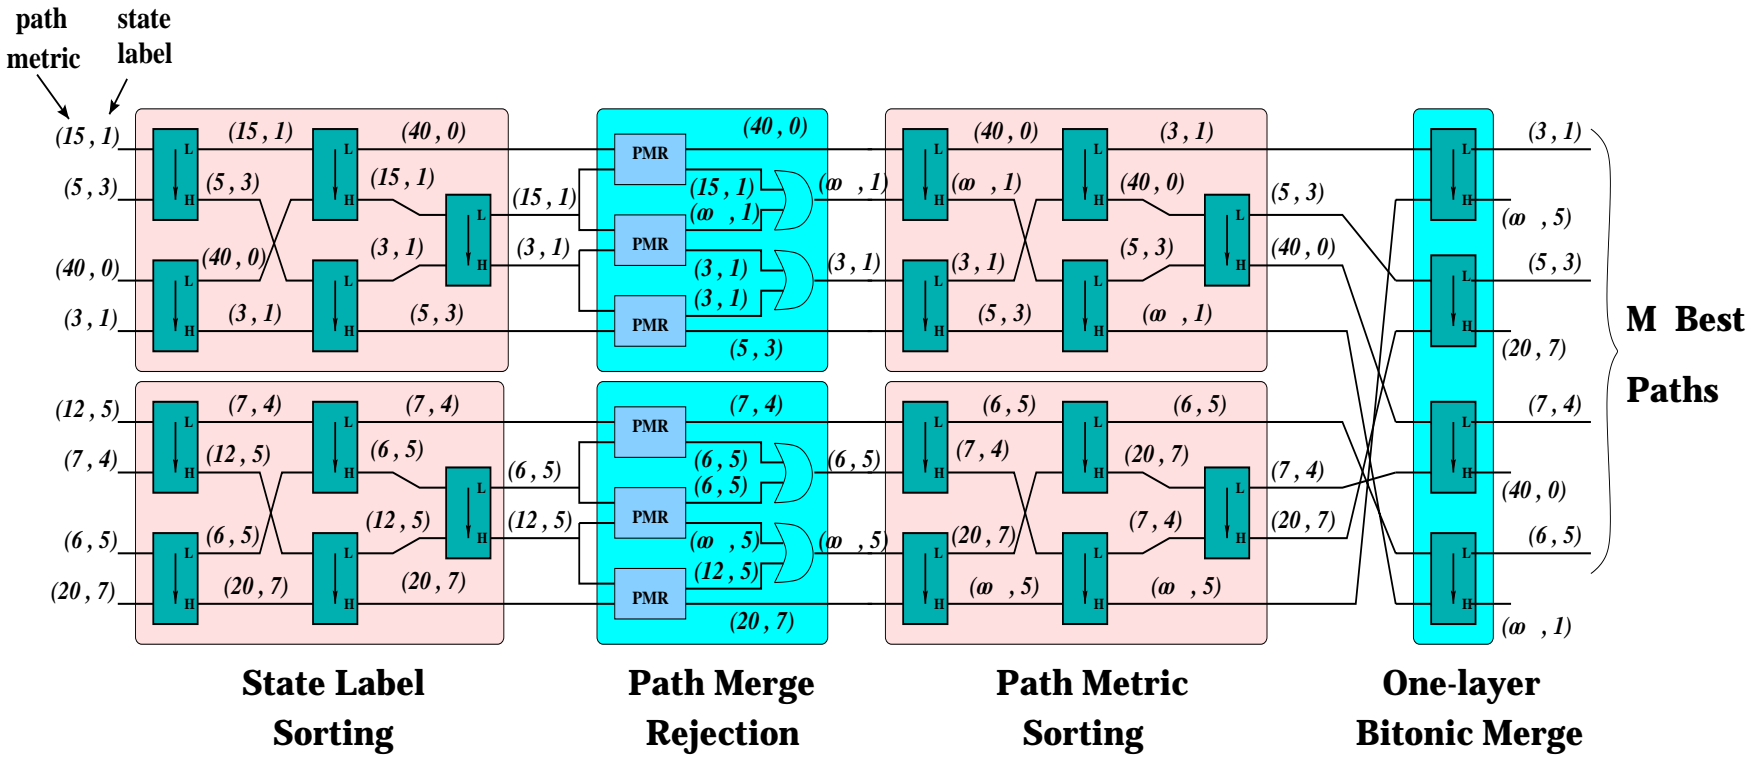 path
metric
state
label
(15 , 1)
(5 , 3)
(40 , 0)
(3 , 1)
(12 , 5)
(7 , 4)
(6 , 5)
(20 , 7)
L
H
L
H
(15 , 1)
(5 , 3)
(40 , 0)
(3 , 1)
L
H
L
H
(40 , 0)
(15 , 1)
(3 , 1)
(5 , 3)
L
H
(15 , 1)
(3 , 1)
L
H
L
H
(7 , 4)
(12 , 5)
(6 , 5)
(20 , 7)
L
H
L
H
(7 , 4)
(6 , 5)
(12 , 5)
(20 , 7)
L
H
(6 , 5)
(12 , 5)
State Label
Sorting
PMR
PMR
PMR
(40 , 0)
(15 , 1)
(∞ , 1)
(3 , 1)
(3 , 1)
(5 , 3)
(∞ , 1)
(3 , 1)
PMR
PMR
PMR
(7 , 4)
(6 , 5)
(6 , 5)
(∞ , 5)
(12 , 5)
(20 , 7)
(6 , 5)
(∞ , 5)
Path Merge
Rejection
L
H
L
H
(40 , 0)
(∞ , 1)
(3 , 1)
(5 , 3)
L
H
L
H
(3 , 1)
(40 , 0)
(5 , 3)
(∞ , 1)
L
H
(5 , 3)
(40 , 0)
L
H
L
H
(6 , 5)
(7 , 4)
(20 , 7)
(∞ , 5)
L
H
L
H
(6 , 5)
(20 , 7)
(7 , 4)
(∞ , 5)
L
H
(7 , 4)
(20 , 7)
Path Metric
Sorting
L
H
L
H
L
H
L
H
(3 , 1)
(∞ , 5)
(5 , 3)
(20 , 7)
(7 , 4)
(40 , 0)
(6 , 5)
(∞ , 1)
One-layer
Bitonic Merge
M Best
Paths